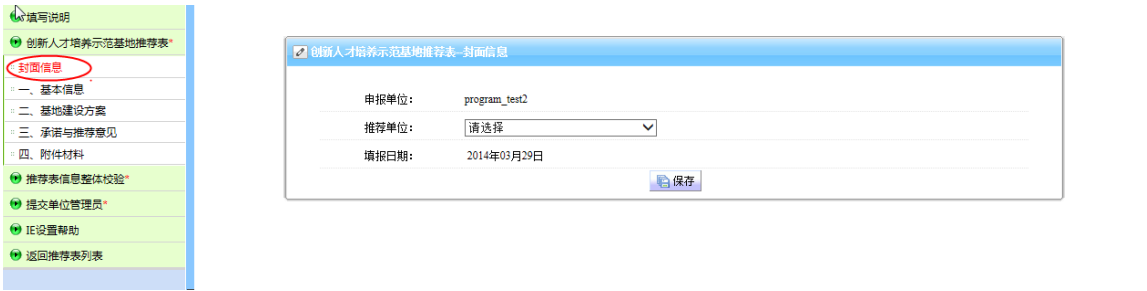 填写说明
创新人才培养示范基地推荐表*
封面信息
一、基本信息
二、基地建设方案
三、承诺与推荐意见
四、附件材料
推荐表信息整体校验*
提交单位管理员*
IE设置帮助
返回推荐表列表
创新人才培养示范基地推荐表--封面信息
申报单位： program_test2
推荐单位： 请选择
填报日期： 2014年03月29日
保存